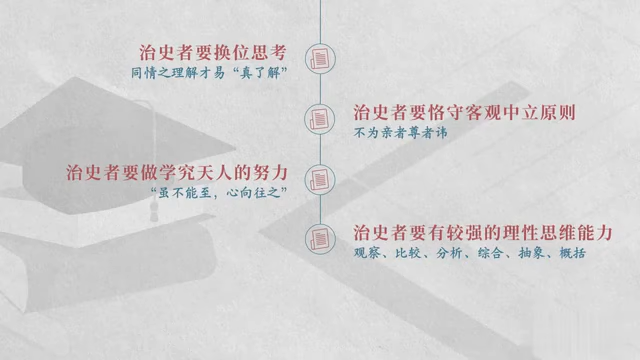 治史者要换位思考
同情之理解才易“真了解”
治史者要恪守客观中立原则
不为亲者尊者讳
治史者要做学究天人的努力
“虽不能至，心向往之”
治史者要有较强的理性思维能力
观察、比较、分析、综合、抽象、概括